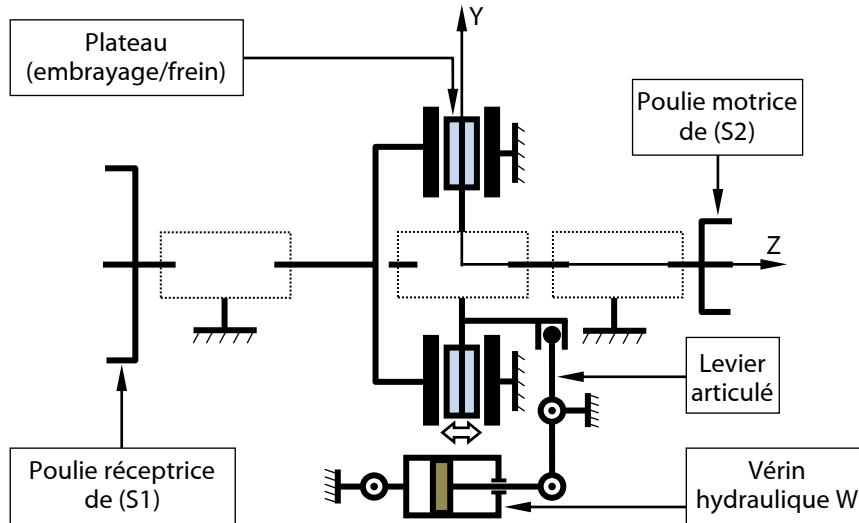 Plateau
(embrayage/frein)
Y
Poulie motrice
de (S2)
Z
Levier
articulé
Poulie réceptrice
de (S1)
Vérin
hydraulique W